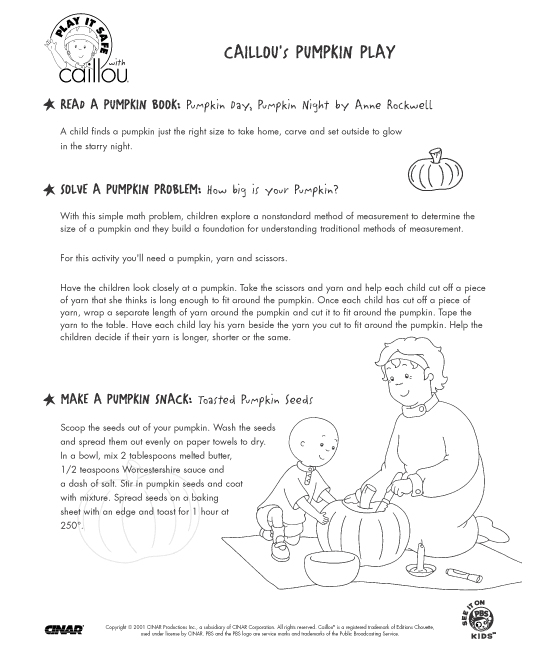 PLAY IT SAFE
with
caillou
CAILLOU'S PUMPKIN PLAY
READ A PUMPKIN BOOK: Pumpkin Day, Pumpkin Night by Anne Rockwell
A child finds a pumpkin just the right size to take home, carve and set outside to glow
in the starry night.
SOLVE A PUMPKIN PROBLEM: How big is your Pumpkin?
With this simple math problem, children explore a nonstandard method of measurement to determine the
size of a pumpkin and they build a foundation for understanding traditional methods of measurement.
For this activity you'll need a pumpkin, yarn and scissors.
Have the children look closely at a pumpkin. Take the scissors and yarn and help each child cut off a piece
of yarn that she thinks is long enough to fit around the pumpkin. Once each child has cut off a piece of
yarn, wrap a separate length of yarn around the pumpkin and cut it to fit around the pumpkin. Tape the
yarn to the table. Have each child lay his yarn beside the yarn you cut to fit around the pumpkin. Help the
children decide if their yarn is longer, shorter or the same.
MAKE A PUMPKIN SNACK: Toasted Pumpkin Seeds
Scoop the seeds out of your pumpkin. Wash the seeds
and spread them out evenly on paper towels to dry.
In a bowl, mix 2 tablespoons melted butter,
1/2 teaspoons Worcestershire sauce and
a dash of salt. Stir in pumpkin seeds and coat
with mixture. Spread seeds on a baking
sheet with an edge and toast for 1 hour at
250°.
CINAR
Copyright © 2001 CINAR Productions Inc., a subsidiary of CINAR Corporation. All rights reserved. Caillou® is a registered trademark of Editions Chouette,
used under license by CINAR. PBS and the PBS logo are service marks and trademarks of the Public Broadcasting Service.
SEE IT ON
PBS
KIDS™